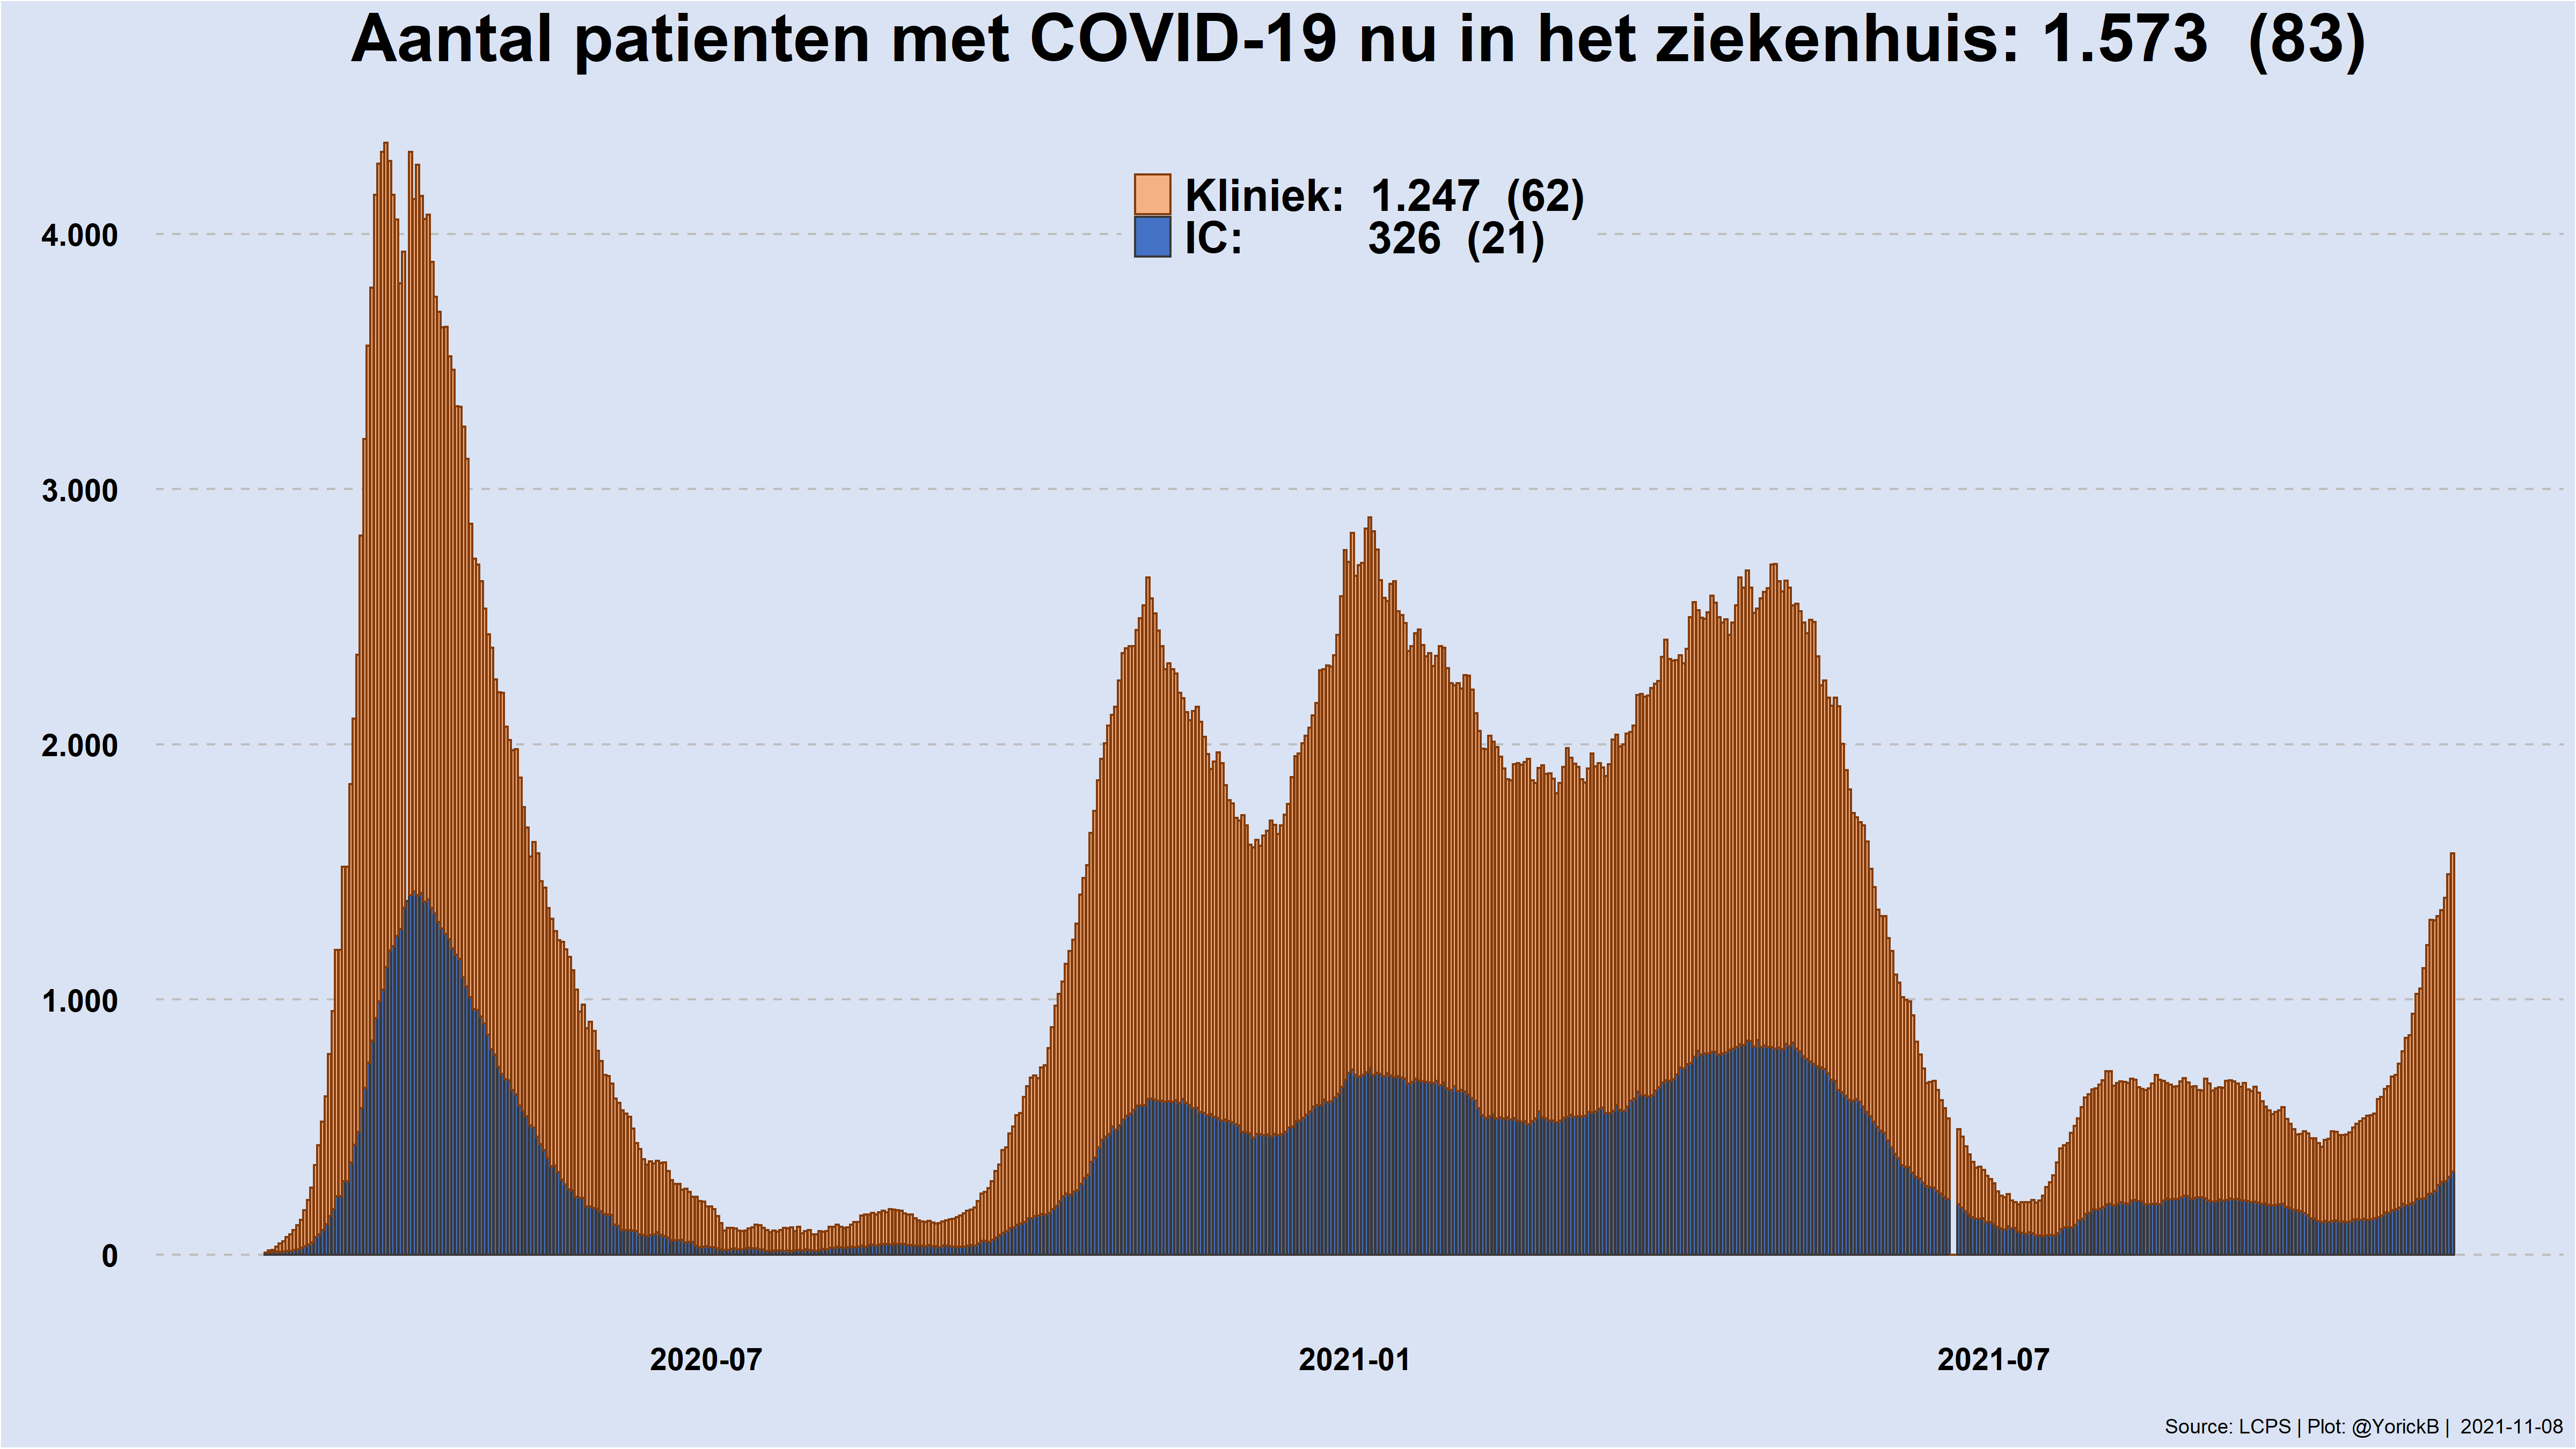 Aantal patienten met COVID-19 nu in het ziekenhuis: 1.573 (83)
Kliniek: 1.247 (62)
IC: 326 (21)
4.000
3.000
2.000
1.000
0
2020-07 2021-01 2021-07
Source: LCPS | Plot: @YorickB | 2021-11-08